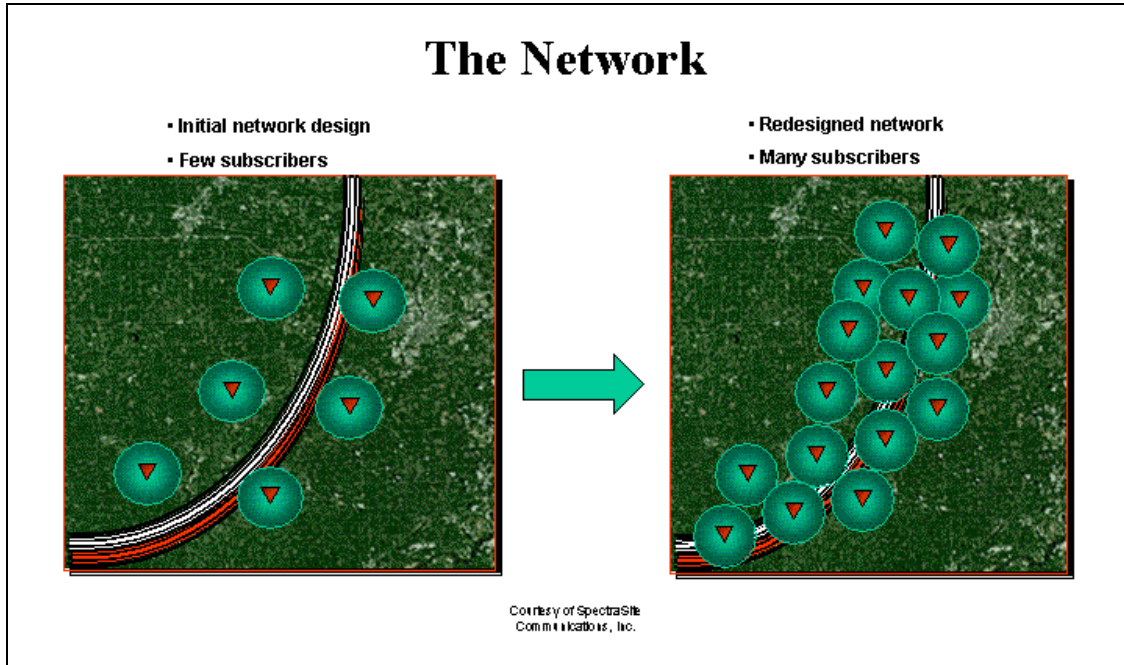 The Network
▪ Initial network design
▪ Few subscribers
▪ Redesigned network
▪ Many subscribers
Courtesy of SpectraSite
Communications, Inc.